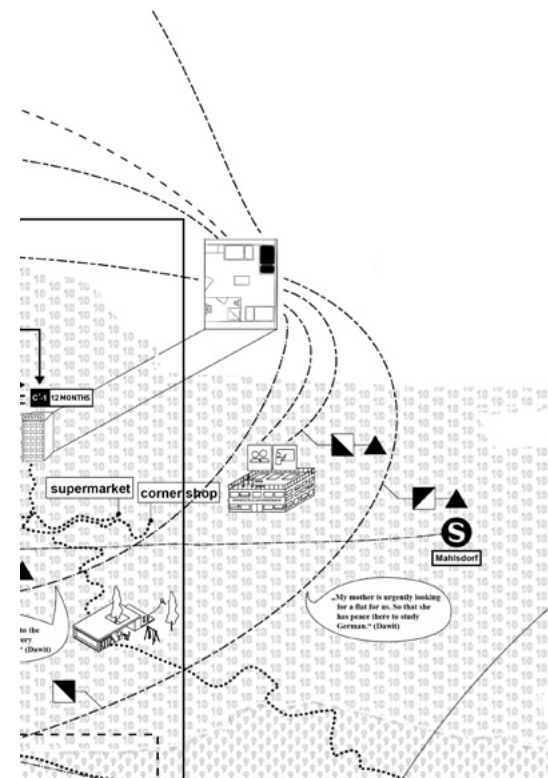 12 MONTHS
supermarket
corner shop
S
Mahlsdorf
„My mother is urgently looking
for a flat for us. So that she
has peace there to study
German.“ (Dawit)
to the
“ (Dawit)